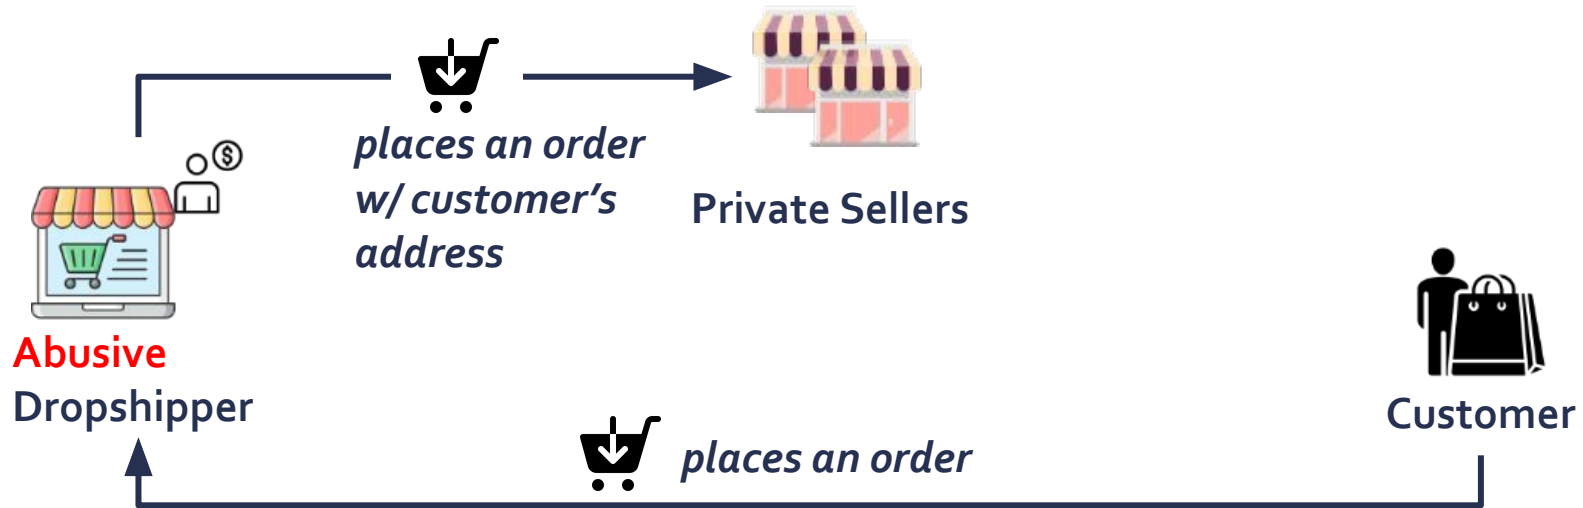 $
places an order
w/ customer’s
address
Private Sellers
Abusive
Dropshipper
Customer
places an order